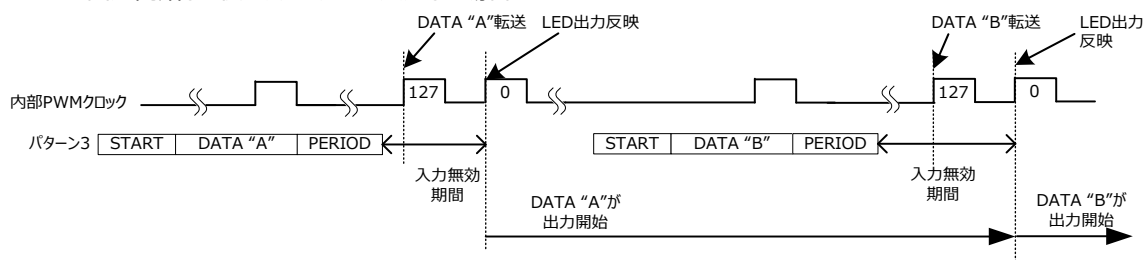 DATA “A”転送
LED出力反映
DATA “B”転送
LED出力
反映
内部PWMクロック
127
0
127
0
パターン3
START
DATA “A”
PERIOD
START
DATA “B”
PERIOD
入力無効
期間
入力無効
期間
DATA “A”が
出力開始
DATA “B”が
出力開始